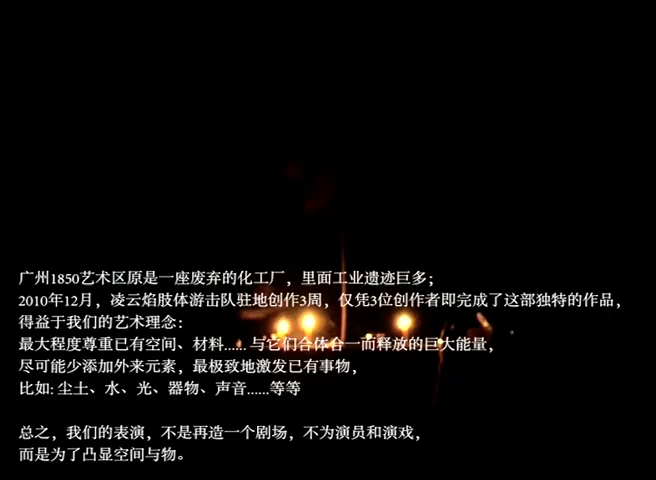 广州1850艺术区原是一座废弃的化工厂，里面工业遗迹巨多；
2010年12月，凌云焰肢体游击队驻地创作3周，仅凭3位创作者即完成了这部独特的作品，
得益于我们的艺术理念：
最大程度尊重已有空间、材料...... 与它们合体合一而释放的巨大能量，
尽可能少添加外来元素，最极致地激发已有事物，
比如: 尘土、水、光、器物、声音......等等
总之，我们的表演，不是再造一个剧场，不为演员和演戏，
而是为了凸显空间与物。